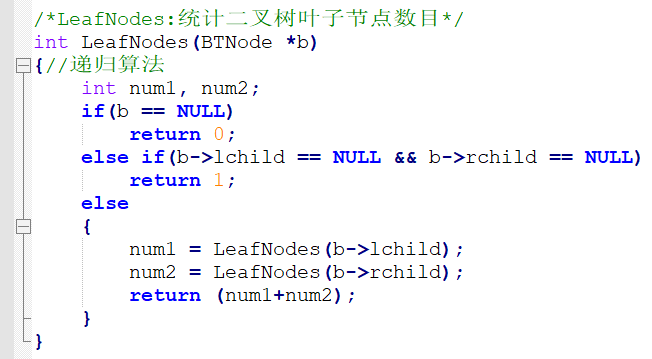 /*LeafNodes:统计二叉树叶子节点数目*/
int LeafNodes(BTNode *b)
{//递归算法
    int num1, num2;
    if(b == NULL)
        return 0;
    else if(b->lchild == NULL && b->rchild == NULL)
        return 1;
    else
    {
        num1 = LeafNodes(b->lchild);
        num2 = LeafNodes(b->rchild);
        return (num1+num2);
    }
}